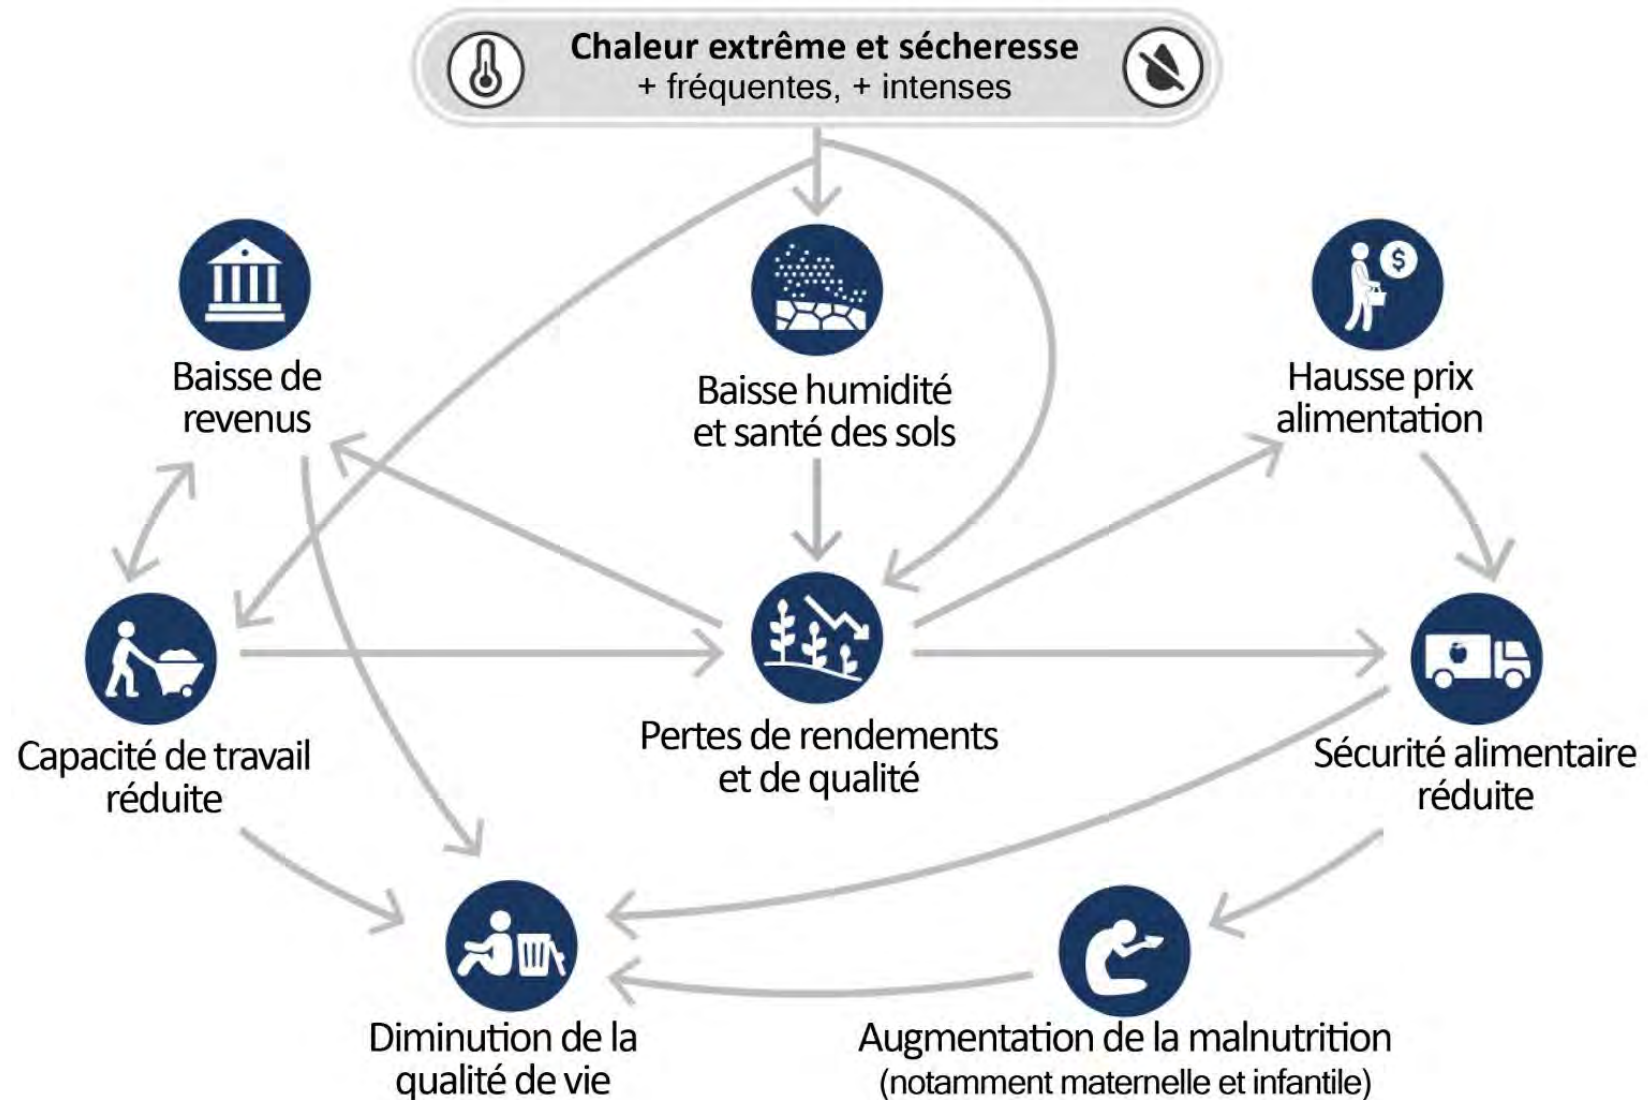 Chaleur extrême et sécheresse
+ fréquentes, + intenses
Baisse de
revenus
Baisse humidité
et santé des sols
Hausse prix
alimentation
$
Capacité de travail
réduite
Pertes de rendements
et de qualité
Sécurité alimentaire
réduite
Diminution de la
qualité de vie
Augmentation de la malnutrition
(notamment maternelle et infantile)